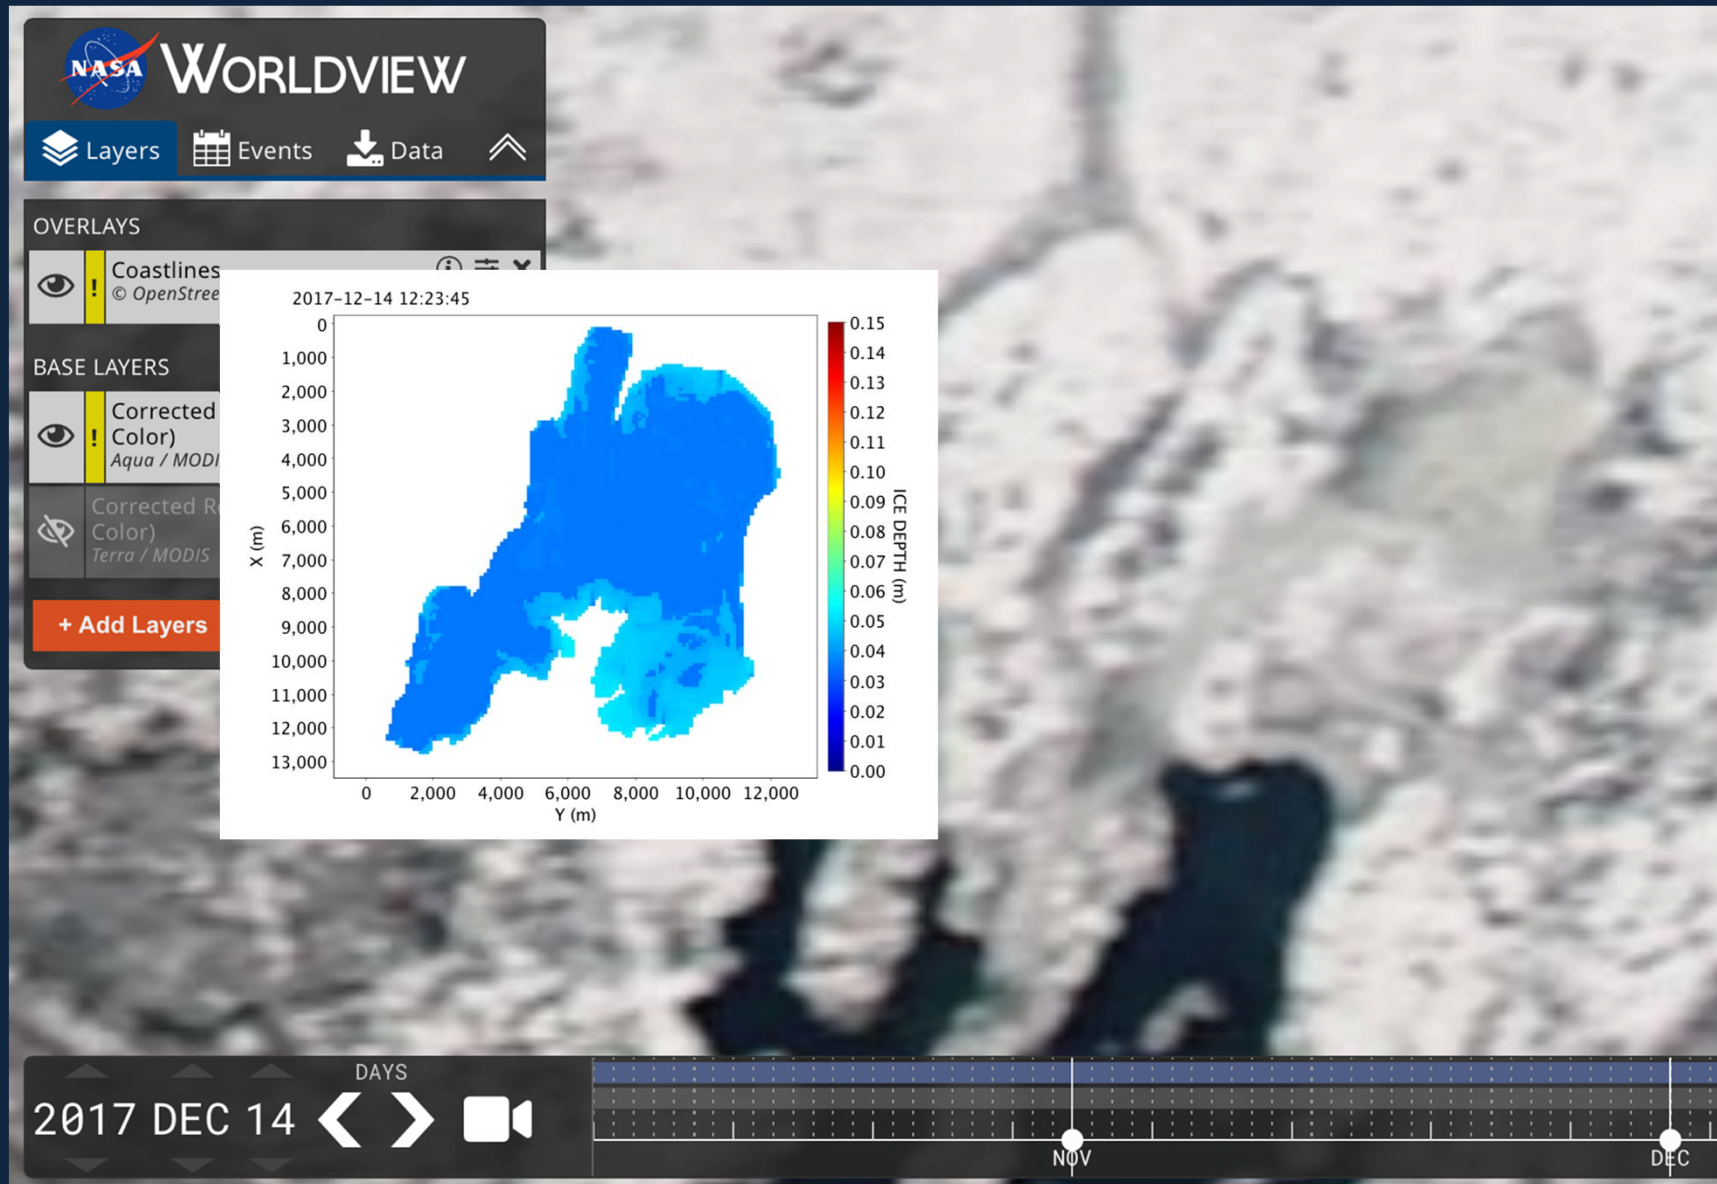 NASA WORLDVIEW
Layers Events Data
OVERLAYS
Coastlines
© OpenStree
BASE LAYERS
Corrected
Color)
Aqua / MODI
Corrected R
Color)
Terra / MODIS
+ Add Layers
2017-12-14 12:23:45
0
1,000
2,000
3,000
4,000
5,000
6,000
7,000
8,000
9,000
10,000
11,000
12,000
13,000
X (m)
0 2,000 4,000 6,000 8,000 10,000 12,000
Y (m)
0.15
0.14
0.13
0.12
0.11
0.10
0.09
0.08
0.07
0.06
0.05
0.04
0.03
0.02
0.01
0.00
ICE DEPTH (m)
DAYS
2017 DEC 14
NOV DEC